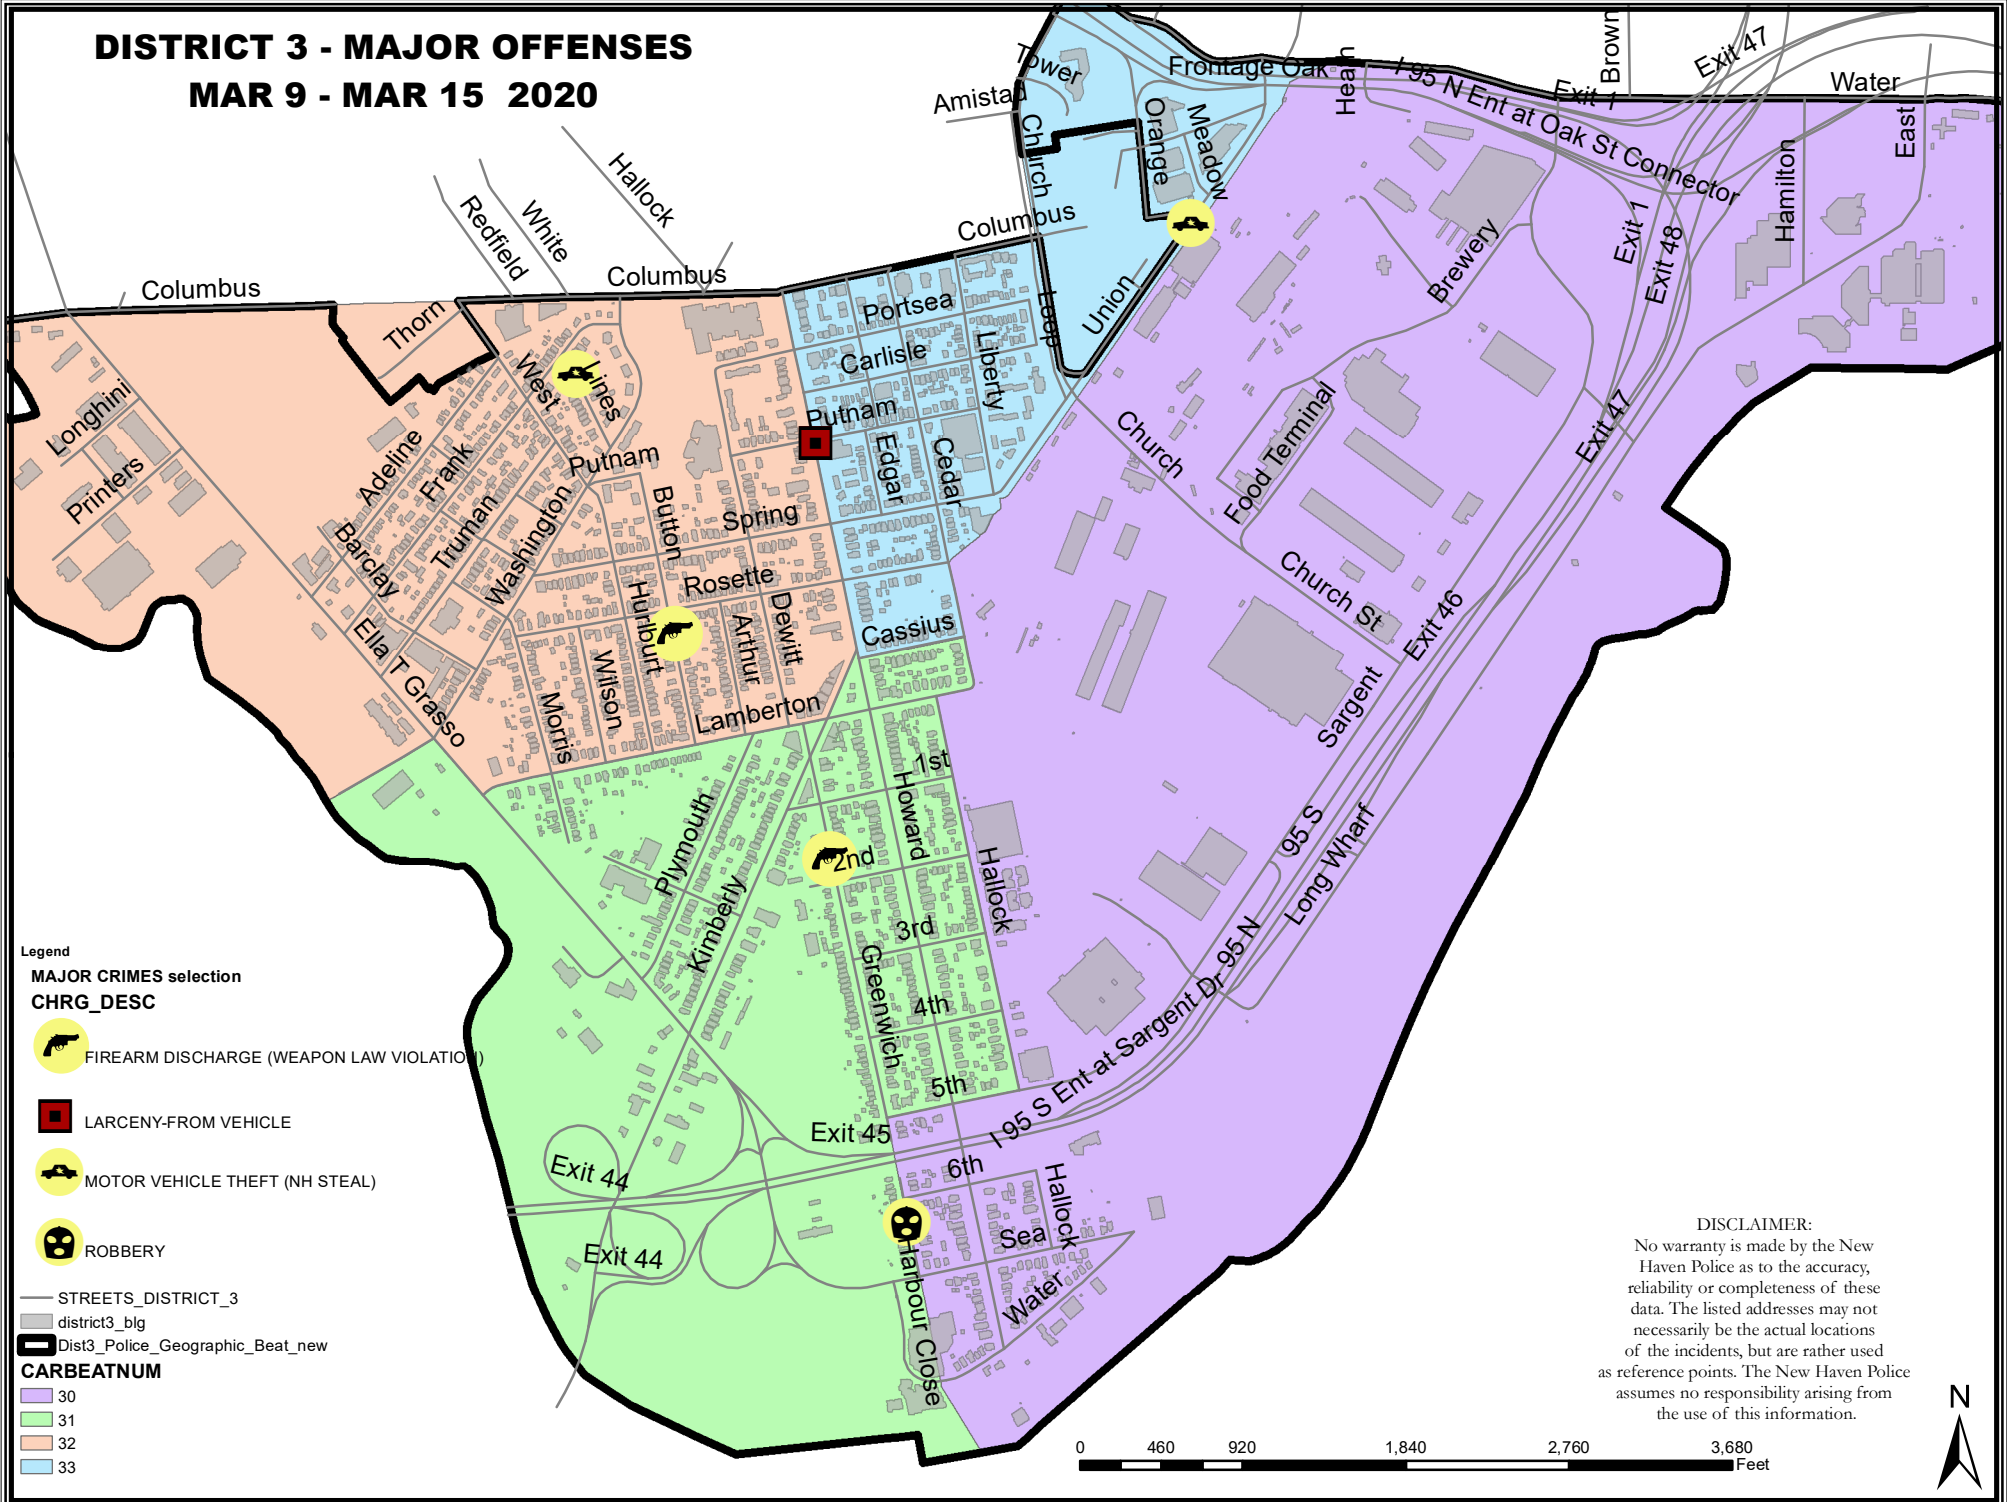 DISTRICT 3 - MAJOR OFFENSES
MAR 9 - MAR 15  2020
Tower
Amistad
Church
Orange
Meadow
Frontage Oak
Heath
I 95 N Ent at Oak St Connector
Exit 1
Brown
Exit 47
Water
East
Hamilton
Exit 1
Exit 48
Brewery
Hallock
White
Redfield
Columbus
Columbus
Columbus
Thorn
Portsea
Carlisle
Liberty
Loop
Union
Putnam
Edgar
Cedar
Church
Food Terminal
Exit 47
Church St
Exit 46
Sargent
Longhini
Printers
West
Lines
Adeline
Frank
Truman
Washington
Barclay
Putnam
Button
Spring
Rosette
Hurlburt
Arthur
Dewitt
Wilson
Morris
Lamberton
Ella T Grasso
Cassius
1st
Howard
2nd
Hallock
3rd
Greenwich
4th
5th
Plymouth
Kimberly
95 S
Long Wharf
95 N
I 95 S Ent at Sargent Dr
Exit 45
Exit 44
Exit 44
6th
Hallock
Sea
Water
Harbour Close
Legend
MAJOR CRIMES selection
CHRG_DESC
FIREARM DISCHARGE (WEAPON LAW VIOLATION)
LARCENY-FROM VEHICLE
MOTOR VEHICLE THEFT (NH STEAL)
ROBBERY
STREETS_DISTRICT_3
district3_blg
Dist3_Police_Geographic_Beat_new
CARBEATNUM
30
31
32
33
DISCLAIMER:
No warranty is made by the New
Haven Police as to the accuracy,
reliability or completeness of these
data. The listed addresses may not
necessarily be the actual locations
of the incidents, but are rather used
as reference points. The New Haven Police
assumes no responsibility arising from
the use of this information.
N
0 460 920 1,840 2,760 3,680
Feet